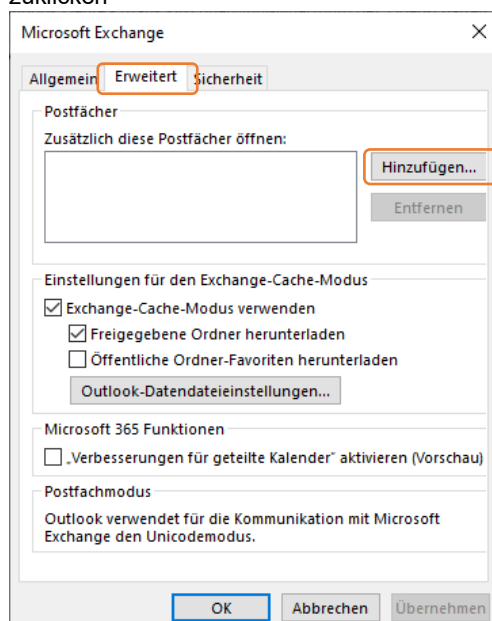 zuklicken
Microsoft Exchange
Allgemein Erweitert Sicherheit
Postfächer
Zusätzlich diese Postfächer öffnen:
Hinzufügen...
Entfernen
Einstellungen für den Exchange-Cache-Modus
Exchange-Cache-Modus verwenden
Freigegebene Ordner herunterladen
Öffentliche Ordner-Favoriten herunterladen
Outlook-Datendateieinstellungen...
Microsoft 365 Funktionen
„Verbesserungen für geteilte Kalender“ aktivieren (Vorschau)
Postfachmodus
Outlook verwendet für die Kommunikation mit Microsoft
Exchange den Unicodemodus.
OK Abbrechen Übernehmen